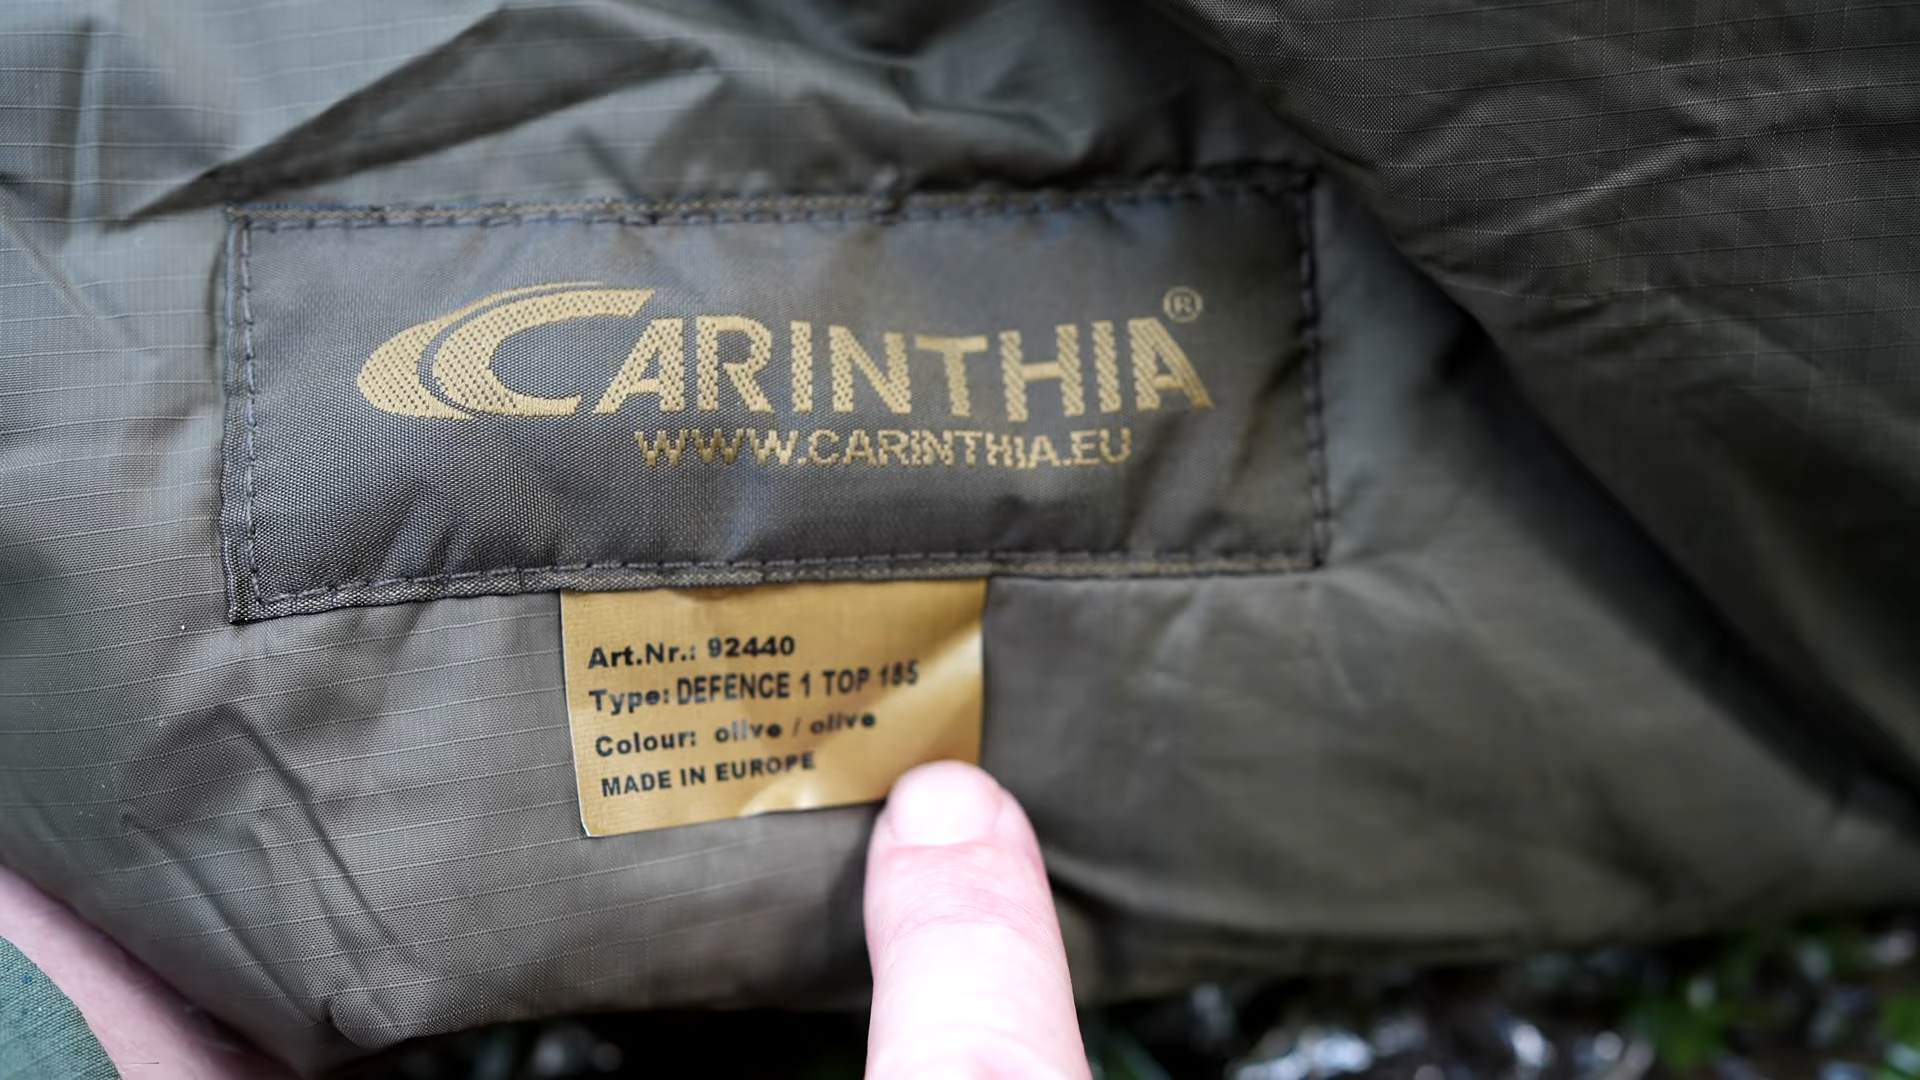 CARINTHIA®
WWW.CARINTHIA.EU
Art.Nr.: 92440
Type: DEFENCE 1 TOP 185
Colour: olive / olive
MADE IN EUROPE